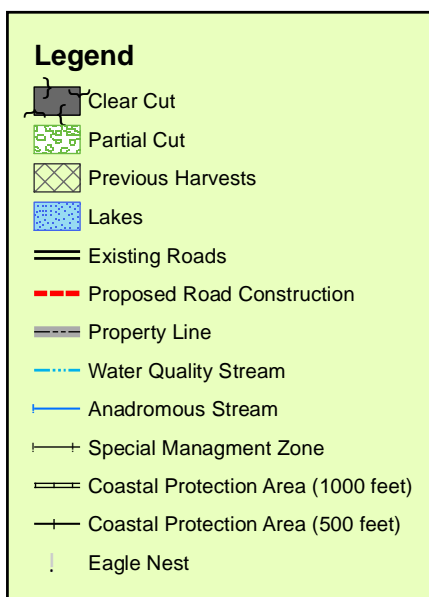 Legend
Clear Cut
Partial Cut
Previous Harvests
Lakes
Existing Roads
Proposed Road Construction
Property Line
Water Quality Stream
Anadromous Stream
Special Managment Zone
Coastal Protection Area (1000 feet)
Coastal Protection Area (500 feet)
! Eagle Nest